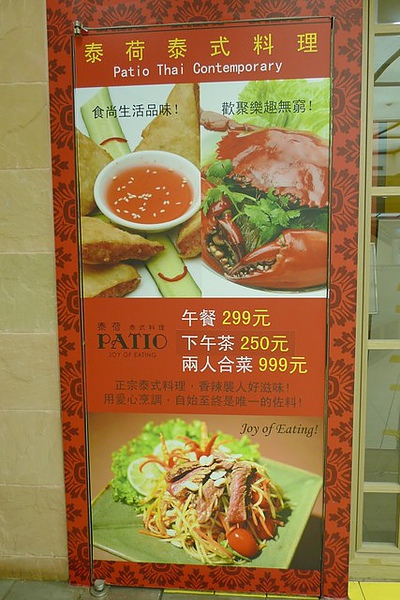 泰荷泰式料理
Patio Thai Contemporary
食尚生活品味！
歡聚樂趣無窮！
泰荷 泰式料理
PATIO
JOY OF EATING
午餐 299元
下午茶 250元
兩人合菜 999元
正宗泰式料理，香辣襲人好滋味！
用愛心烹調，自始至終是唯一的佐料！
Joy of Eating!